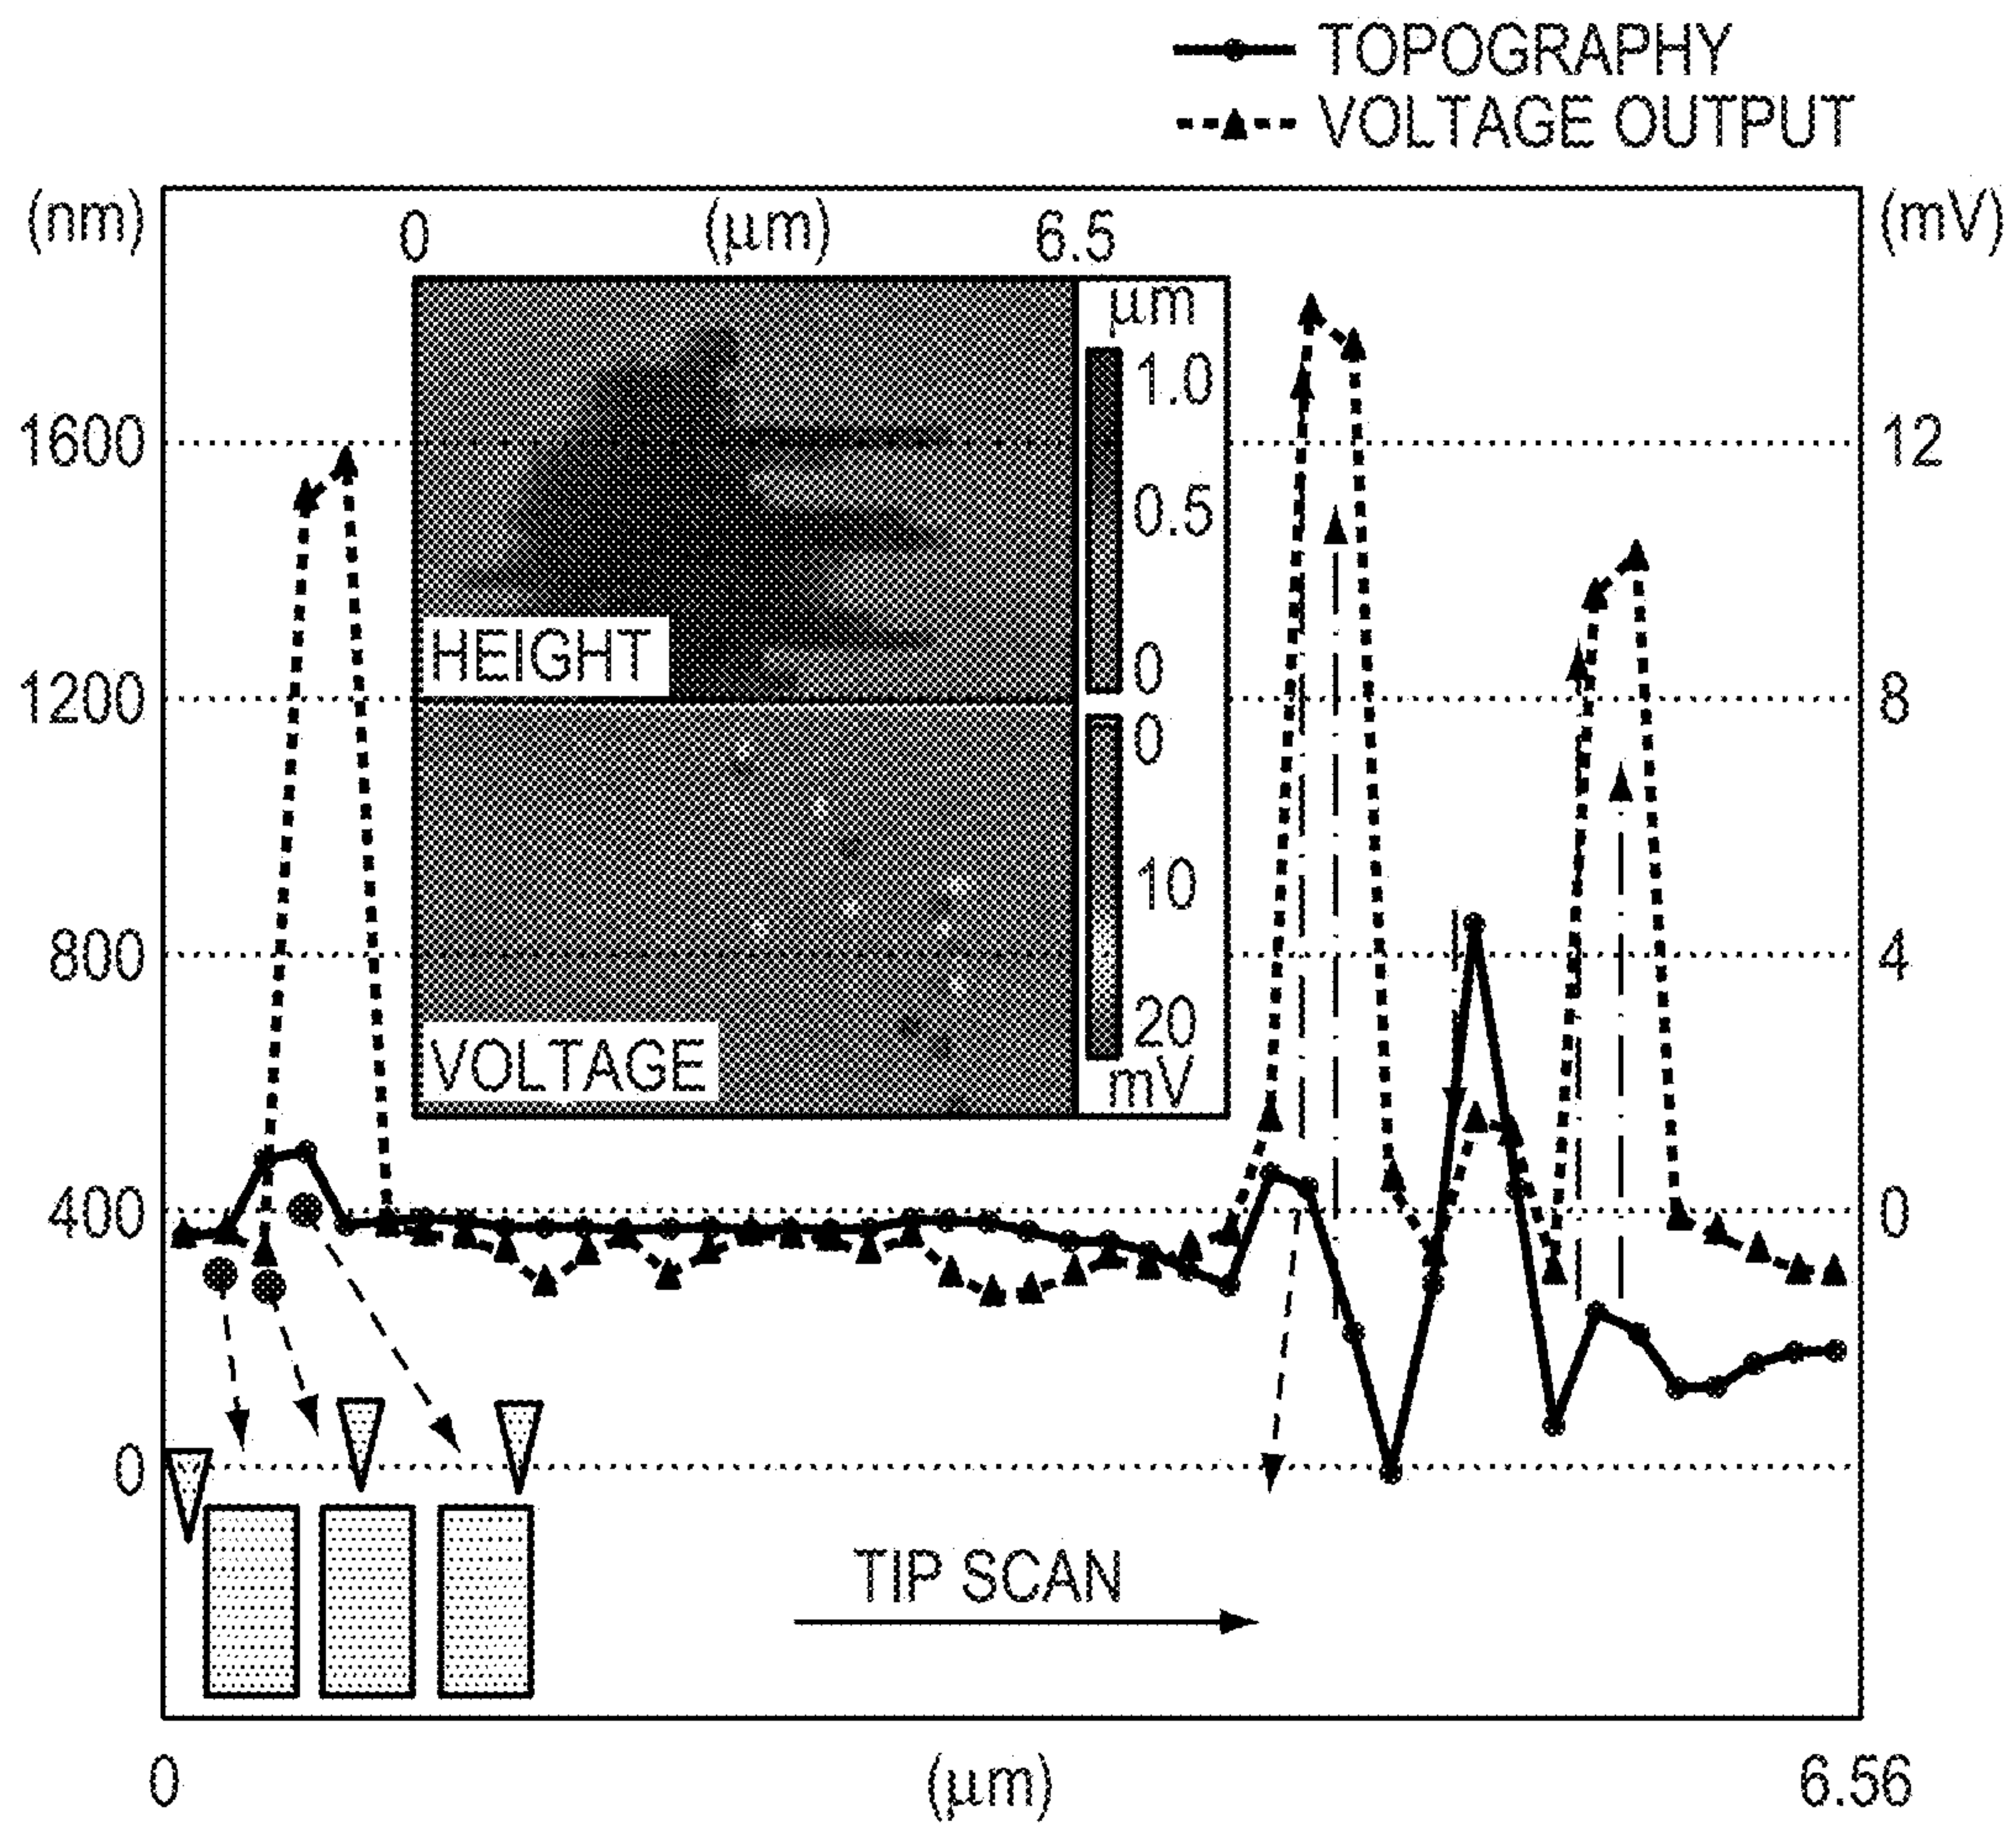 TOPOGRAPHY
VOLTAGE OUTPUT
(nm)
0 (μm) 6.5
(mV)
μm
1.0
0.5
0
HEIGHT
0
10
20
mV
VOLTAGE
1600
1200
800
400
0
12
8
4
0
TIP SCAN
0 (μm) 6.56